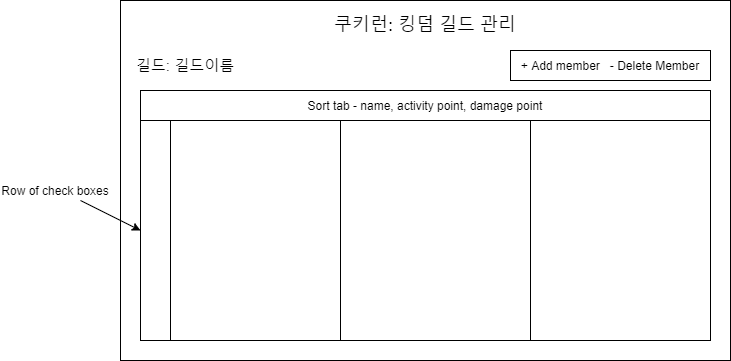 쿠키런: 킹덤 길드 관리
길드: 길드이름
+ Add member - Delete Member
Sort tab - name, activity point, damage point
Row of check boxes